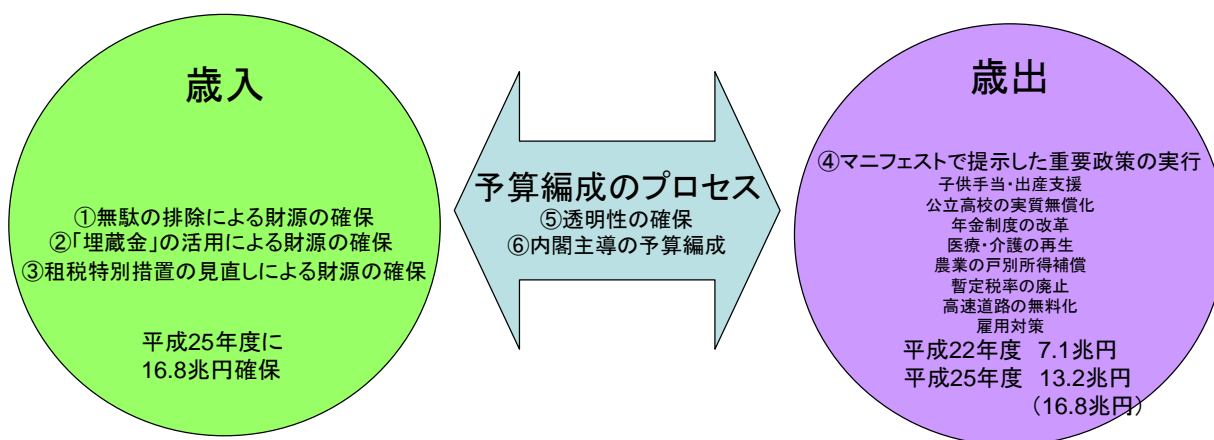 歳入
①無駄の排除による財源の確保
②「埋蔵金」の活用による財源の確保
③租税特別措置の見直しによる財源の確保
平成25年度に
16.8兆円確保
予算編成のプロセス
⑤透明性の確保
⑥内閣主導の予算編成
歳出
④マニフェストで提示した重要政策の実行
子供手当・出産支援
公立高校の実質無償化
年金制度の改革
医療・介護の再生
農業の戸別所得補償
暫定税率の廃止
高速道路の無料化
雇用対策
平成22年度 7.1兆円
平成25年度 13.2兆円
（16.8兆円）